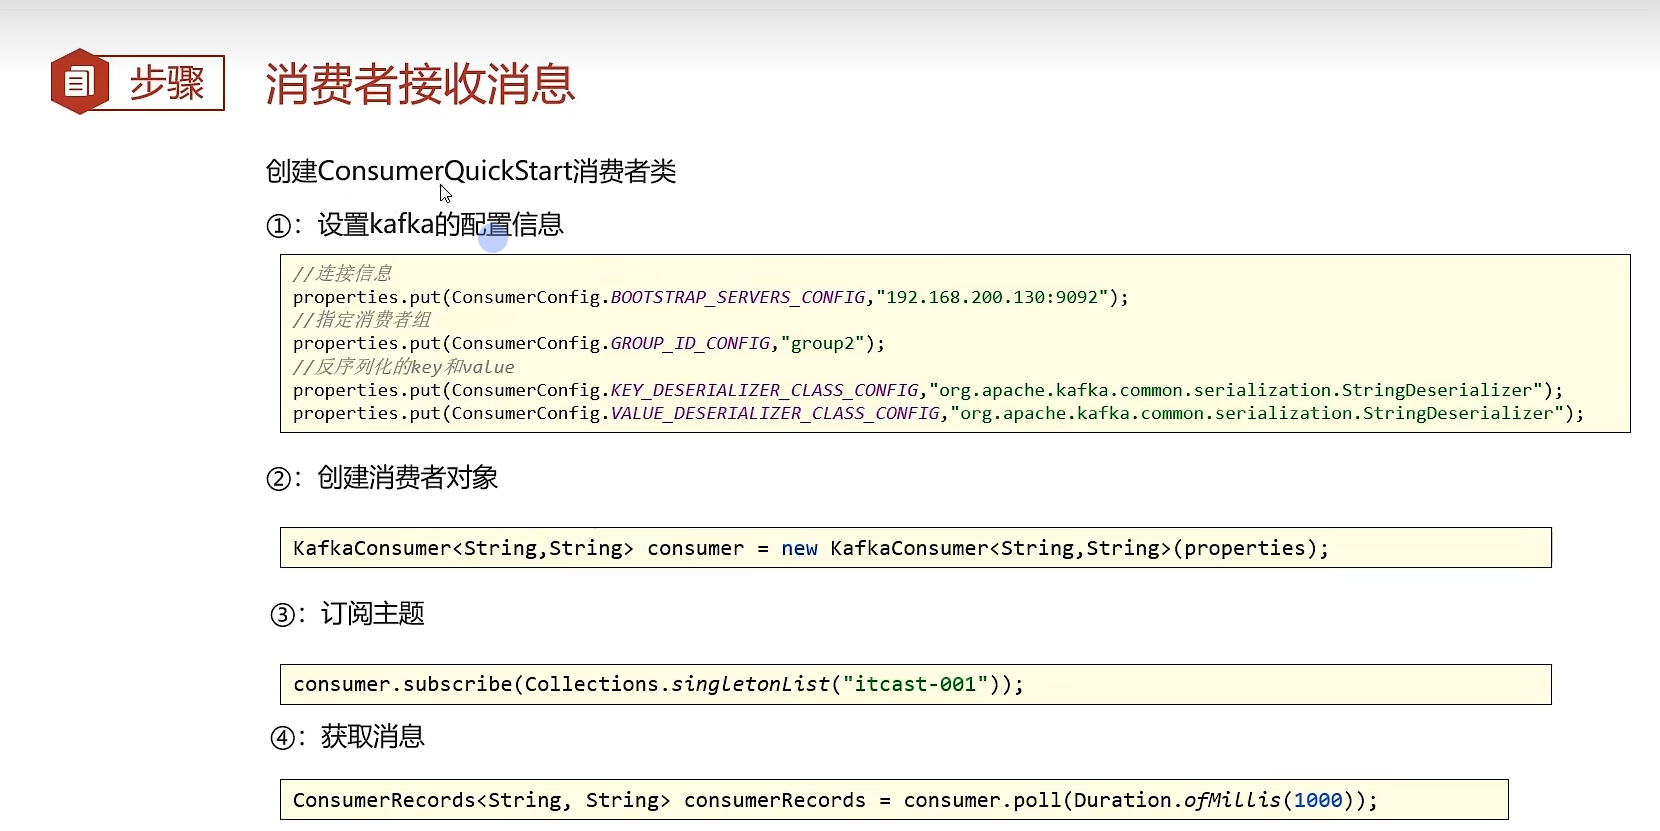 步骤 消费者接收消息
创建ConsumerQuickStart消费者类
①：设置kafka的配置信息
//连接信息
properties.put(ConsumerConfig.BOOTSTRAP_SERVERS_CONFIG,"192.168.200.130:9092");
//指定消费者组
properties.put(ConsumerConfig.GROUP_ID_CONFIG,"group2");
//反序列化的key和value
properties.put(ConsumerConfig.KEY_DESERIALIZER_CLASS_CONFIG,"org.apache.kafka.common.serialization.StringDeserializer");
properties.put(ConsumerConfig.VALUE_DESERIALIZER_CLASS_CONFIG,"org.apache.kafka.common.serialization.StringDeserializer");
②：创建消费者对象
KafkaConsumer<String,String> consumer = new KafkaConsumer<String,String>(properties);
③：订阅主题
consumer.subscribe(Collections.singletonList("itcast-001"));
④：获取消息
ConsumerRecords<String, String> consumerRecords = consumer.poll(Duration.ofMillis(1000));